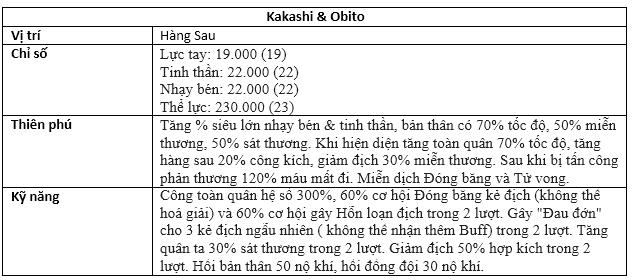 Kakashi & Obito
Vị trí
Hàng Sau
Chỉ số
Lực tay: 19.000 (19)
Tinh thần: 22.000 (22)
Nhạy bén: 22.000 (22)
Thể lực: 230.000 (23)
Thiên phú
Tăng % siêu lớn nhạy bén & tinh thần, bản thân có 70% tốc độ, 50% miễn
thương, 50% sát thương. Khi hiện diện tăng toàn quân 70% tốc độ, tăng
hàng sau 20% công kích, giảm địch 30% miễn thương. Sau khi bị tấn công
phản thương 120% máu mất đi. Miễn dịch Đóng băng và Tử vong.
Kỹ năng
Công toàn quân hệ số 300%, 60% cơ hội Đóng băng kẻ địch (không thể
hoá giải) và 60% cơ hội gây Hỗn loạn địch trong 2 lượt. Gây "Đau đớn"
cho 3 kẻ địch ngẫu nhiên ( không thể nhận thêm Buff) trong 2 lượt. Tăng
quân ta 30% sát thương trong 2 lượt. Giảm địch 50% hợp kích trong 2
lượt. Hồi bản thân 50 nộ khí, hồi đồng đội 30 nộ khí.